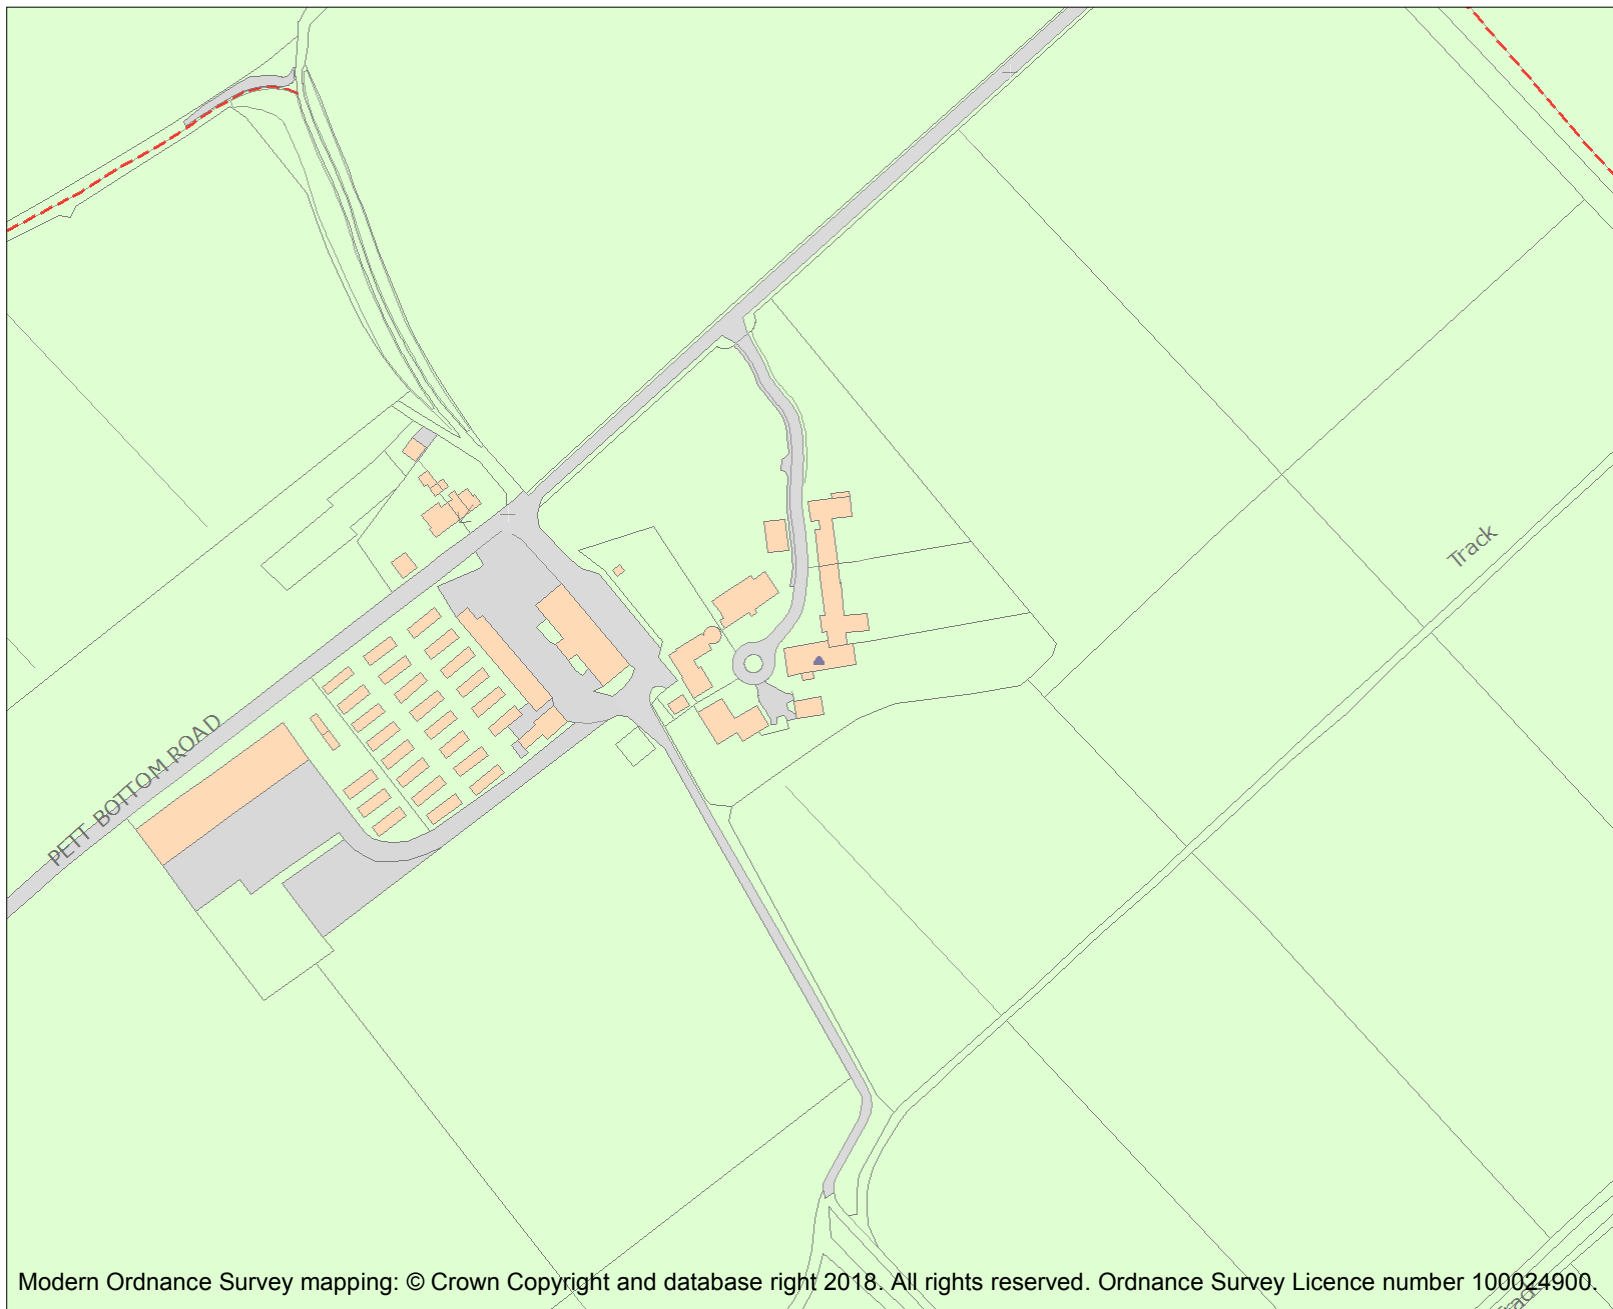 Track
PETT BOTTOM ROAD
Modern Ordnance Survey mapping: © Crown Copyright and database right 2018. All rights reserved. Ordnance Survey Licence number 100024900.
Track